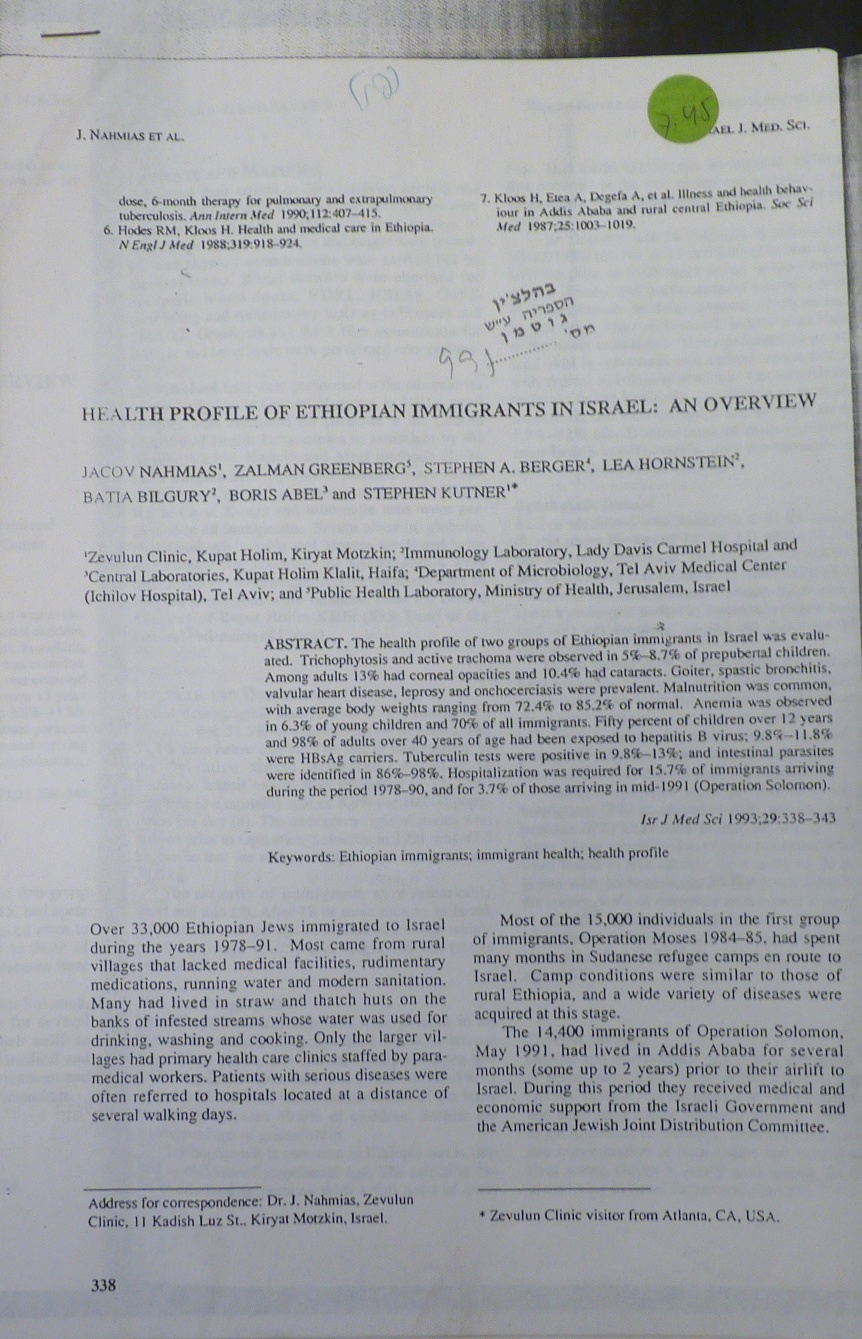 (10)
7.45
J. NAHMIAS ET AL.
AEL J. MED. SCI.
dose, 6-month therapy for pulmonary and extrapulmonary
tuberculosis. Ann Intern Med 1990;112:407–415.
6. Hodes RM, Kloos H. Health and medical care in Ethiopia.
N Engl J Med 1988;319:918–924.
7. Kloos H, Etea A, Degefa A, et al. Illness and health behav-
iour in Addis Ababa and rural central Ethiopia. Soc Sci
Med 1987;25:1003–1019.
בהלצ'ין
הספריה ע״ש
גוטמן
מס'
HEALTH PROFILE OF ETHIOPIAN IMMIGRANTS IN ISRAEL: AN OVERVIEW
JACOV NAHMIAS¹, ZALMAN GREENBERG⁵, STEPHEN A. BERGER⁴, LEA HORNSTEIN²,
BATIA BILGURY², BORIS ABEL³ and STEPHEN KUTNER¹*
¹Zevulun Clinic, Kupat Holim, Kiryat Motzkin; ²Immunology Laboratory, Lady Davis Carmel Hospital and
³Central Laboratories, Kupat Holim Klalit, Haifa; ⁴Department of Microbiology, Tel Aviv Medical Center
(Ichilov Hospital), Tel Aviv; and ⁵Public Health Laboratory, Ministry of Health, Jerusalem, Israel
ABSTRACT. The health profile of two groups of Ethiopian immigrants in Israel was evalu-
ated. Trichophytosis and active trachoma were observed in 5%–8.7% of prepubertal children.
Among adults 13% had corneal opacities and 10.4% had cataracts. Goiter, spastic bronchitis,
valvular heart disease, leprosy and onchocerciasis were prevalent. Malnutrition was common,
with average body weights ranging from 72.4% to 85.2% of normal. Anemia was observed
in 6.3% of young children and 70% of all immigrants. Fifty percent of children over 12 years
and 98% of adults over 40 years of age had been exposed to hepatitis B virus; 9.8%–11.8%
were HBsAg carriers. Tuberculin tests were positive in 9.8%–13%; and intestinal parasites
were identified in 86%–98%. Hospitalization was required for 15.7% of immigrants arriving
during the period 1978–90, and for 3.7% of those arriving in mid-1991 (Operation Solomon).
Isr J Med Sci 1993;29:338–343
Keywords: Ethiopian immigrants; immigrant health; health profile
Over 33,000 Ethiopian Jews immigrated to Israel
during the years 1978–91. Most came from rural
villages that lacked medical facilities, rudimentary
medications, running water and modern sanitation.
Many had lived in straw and thatch huts on the
banks of infested streams whose water was used for
drinking, washing and cooking. Only the larger vil-
lages had primary health care clinics staffed by para-
medical workers. Patients with serious diseases were
often referred to hospitals located at a distance of
several walking days.
Most of the 15,000 individuals in the first group
of immigrants, Operation Moses 1984–85, had spent
many months in Sudanese refugee camps en route to
Israel. Camp conditions were similar to those of
rural Ethiopia, and a wide variety of diseases were
acquired at this stage.
The 14,400 immigrants of Operation Solomon,
May 1991, had lived in Addis Ababa for several
months (some up to 2 years) prior to their airlift to
Israel. During this period they received medical and
economic support from the Israeli Government and
the American Jewish Joint Distribution Committee.
Address for correspondence: Dr. J. Nahmias, Zevulun
Clinic, 11 Kadish Luz St., Kiryat Motzkin, Israel.
* Zevulun Clinic visitor from Atlanta, CA, USA.
338